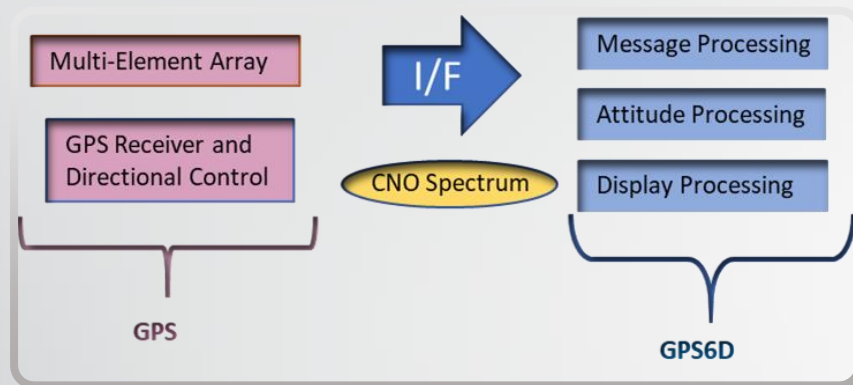 Multi-Element Array
GPS Receiver and
Directional Control
GPS
I/F
CNO Spectrum
Message Processing
Attitude Processing
Display Processing
GPS6D